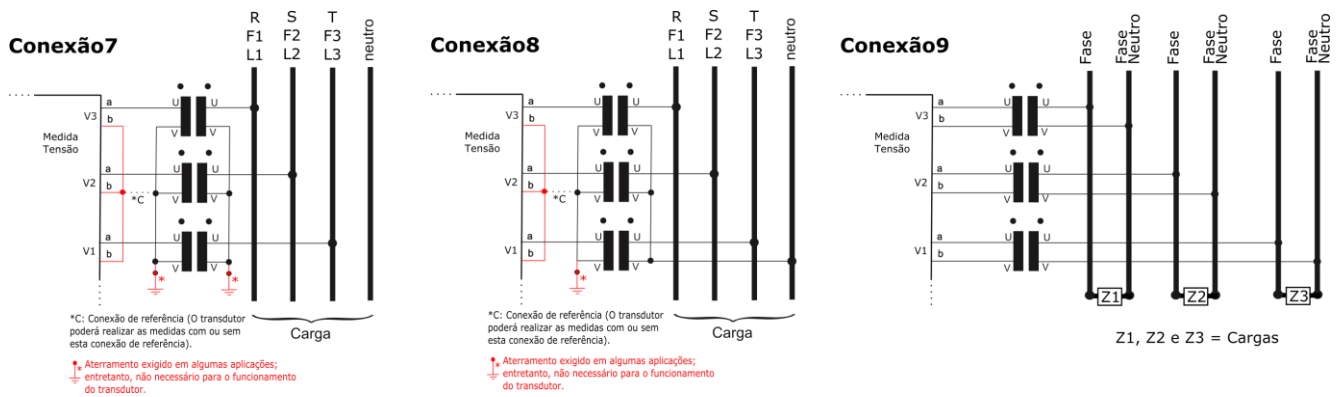 Conexão7
R S T
F1 F2 F3
L1 L2 L3 neutro
V3 a b
U U
V V
Medida
Tensão
V2 a b
U U
V V
*C
V1 a b
U U
V V
*
*
*C: Conexão de referência (O transdutor
poderá realizar as medidas com ou sem
esta conexão de referência).
Carga
* Aterramento exigido em algumas aplicações;
entretanto, não necessário para o funcionamento
do transdutor.
Conexão8
R S T
F1 F2 F3
L1 L2 L3 neutro
V3 a b
U U
V V
Medida
Tensão
V2 a b
U U
V V
*C
V1 a b
U U
V V
*
*C: Conexão de referência (O transdutor
poderá realizar as medidas com ou sem
esta conexão de referência).
Carga
* Aterramento exigido em algumas aplicações;
entretanto, não necessário para o funcionamento
do transdutor.
Conexão9
Fase
Fase
Neutro
Fase
Fase
Neutro
Fase
Fase
Neutro
V3 a b
U U
V V
Medida
Tensão
V2 a b
U U
V V
V1 a b
U U
V V
Z1 Z2 Z3
Z1, Z2 e Z3 = Cargas